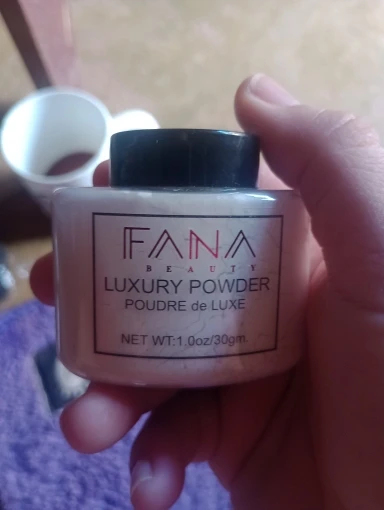 FANA
BEAUTY
LUXURY POWDER
POUDRE de LUXE
NET WT:1.0oz/30gm